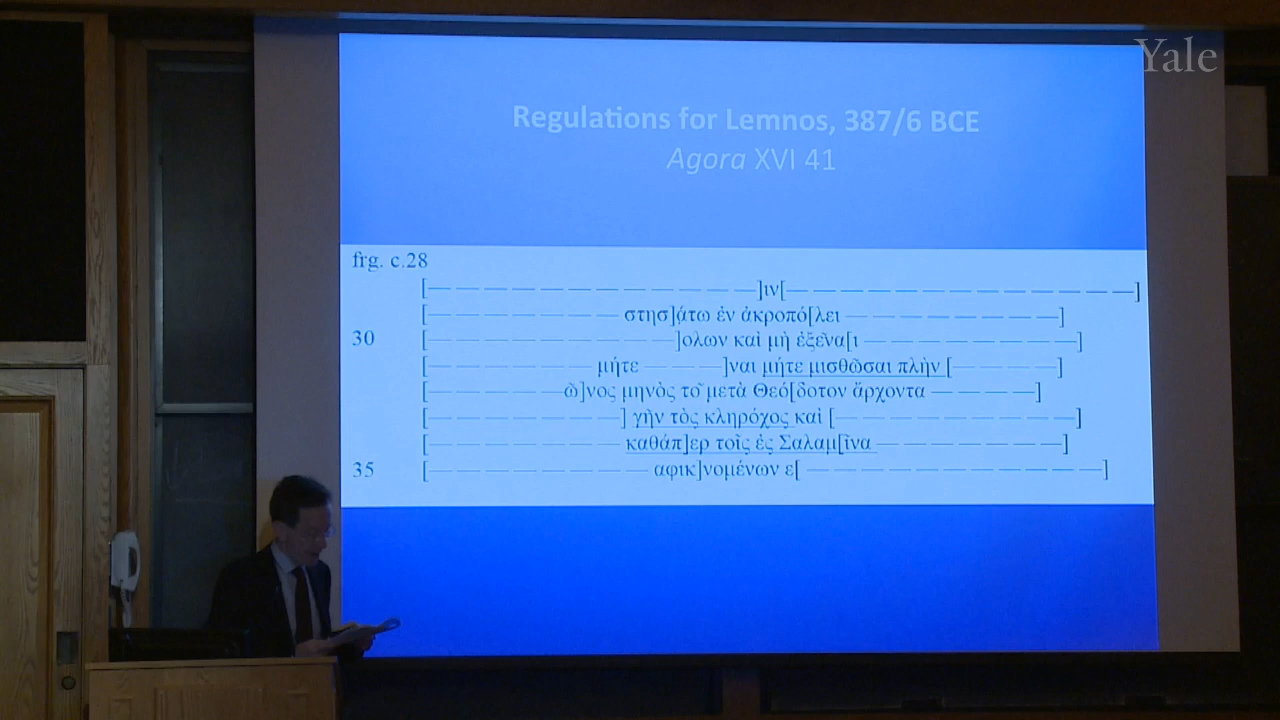 Yale
Regulations for Lemnos, 387/6 BCE
Agora XVI 41
frg. c.28
[— — — — — — — — — — — — —]ιν[— — — — — — — — — — — — — —]
[— — — — — — — στησ]άτω ἐν ἀκροπό[λει — — — — — — — —]
30 [— — — — — — — — — —]ολων καὶ μὴ ἐξε͂να[ι — — — — — — — —]
[— — — — — — μήτε — — —]ναι μήτε μισθῶσαι πλὴν [— — — —]
[— — — — — ῶ]νος μηνὸς το͂ μετὰ Θεό[δοτον ἄρχοντα — — — —]
[— — — — — — — —] γῆν τὸς κληρόχος καὶ [— — — — — — — — —]
[— — — — — — — — καθάπ]ερ τοῖς ἐς Σαλαμ[ῖνα — — — — — — —]
35 [— — — — — — — — — αφικ]νομένων ε[ — — — — — — — — — — —]